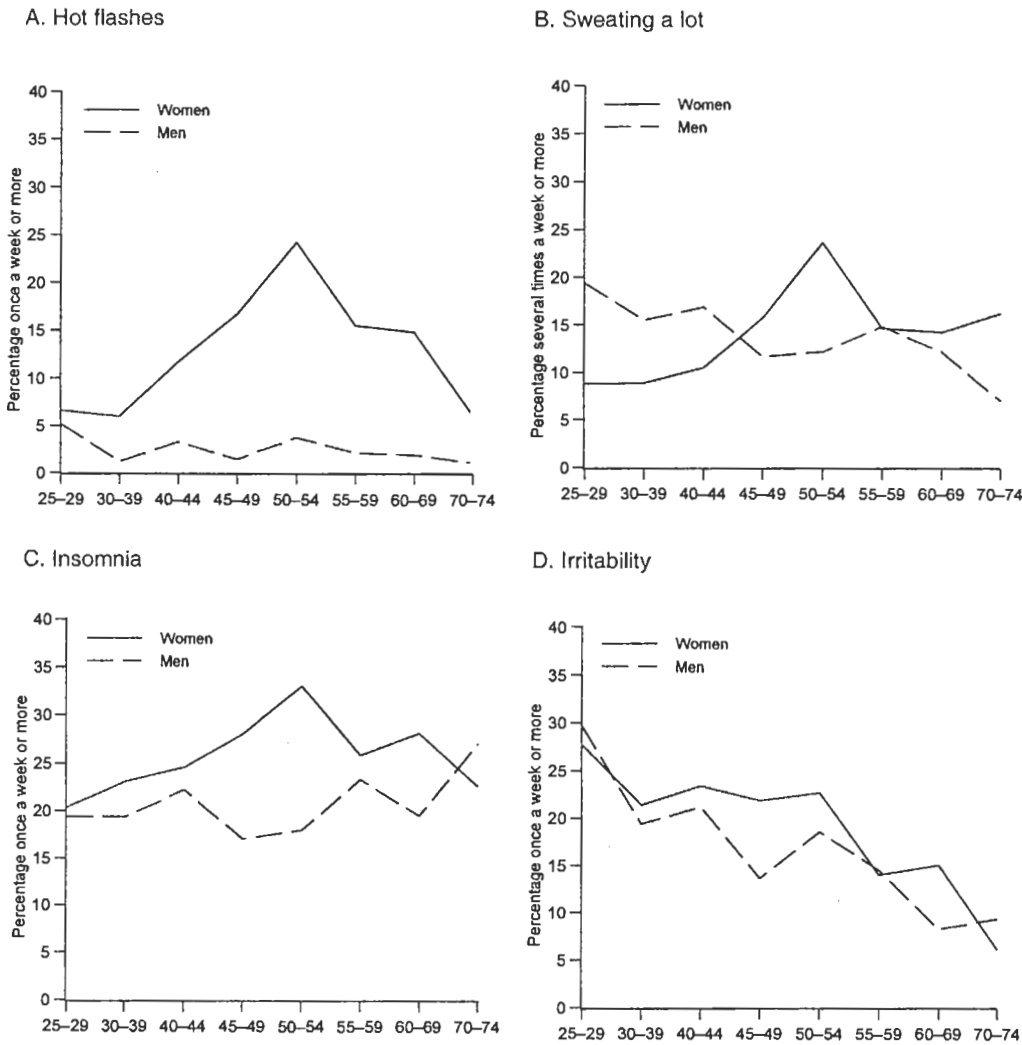 A. Hot flashes
Percentage once a week or more
40
35
30
25
20
15
10
5
0
Women
Men
25–29 30–39 40–44 45–49 50–54 55–59 60–69 70–74
B. Sweating a lot
Percentage several times a week or more
40
35
30
25
20
15
10
5
0
Women
Men
25–29 30–39 40–44 45–49 50–54 55–59 60–69 70–74
C. Insomnia
Percentage once a week or more
40
35
30
25
20
15
10
5
0
Women
Men
25–29 30–39 40–44 45–49 50–54 55–59 60–69 70–74
D. Irritability
Percentage once a week or more
40
35
30
25
20
15
10
5
0
Women
Men
25–29 30–39 40–44 45–49 50–54 55–59 60–69 70–74